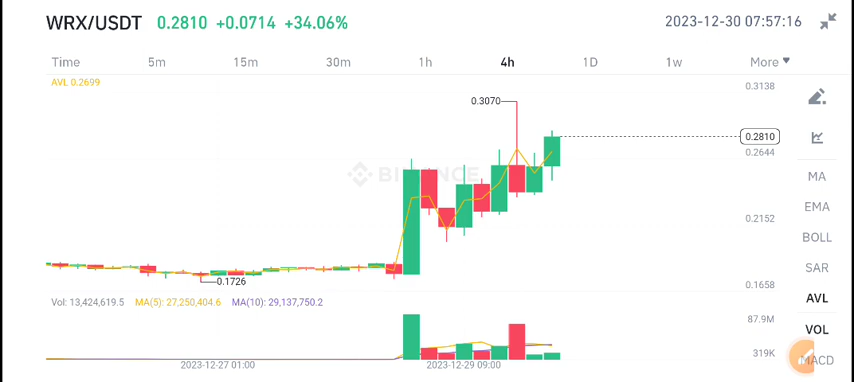 WRX/USDT 0.2810 +0.0714 +34.06% 2023-12-30 07:57:16
Time 5m 15m 30m 1h 4h 1D 1w More
AVL 0.2699
0.3138
0.3070
0.2810
0.2644
BINANCE
MA
EMA
0.2152
BOLL
SAR
0.1726
0.1658
AVL
Vol: 13,424,619.5 MA(5): 27,250,404.6 MA(10): 29,137,750.2
87.9M
VOL
319K
MACD
2023-12-27 01:00 2023-12-29 09:00